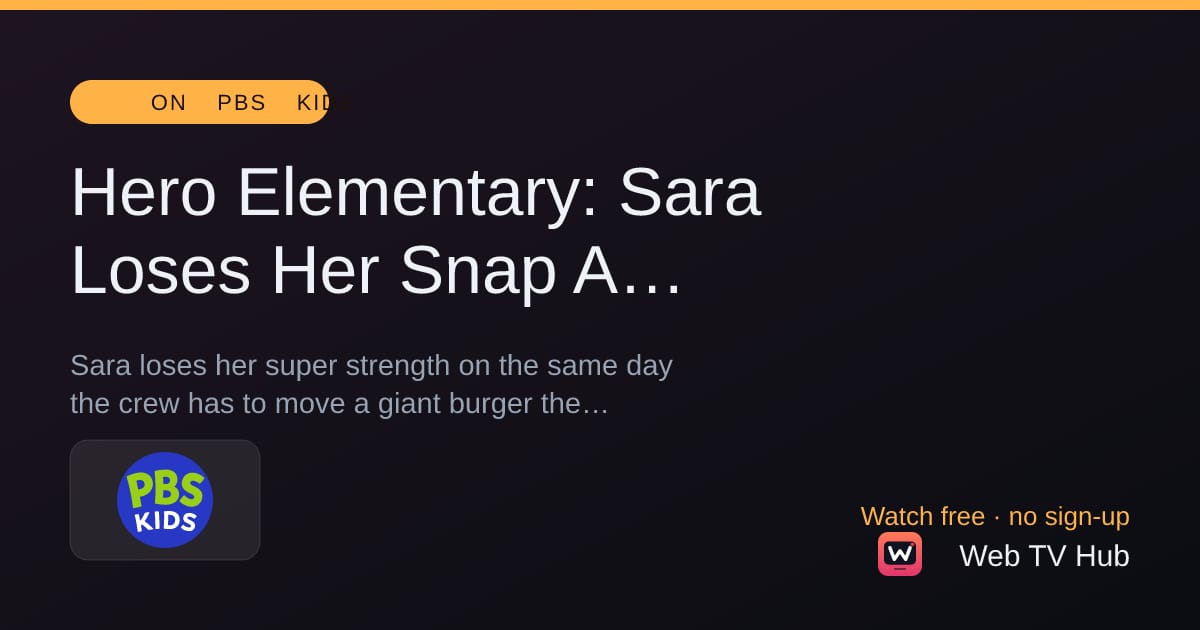 ON PBS KIDS
Hero Elementary: Sara
Loses Her Snap A…
Sara loses her super strength on the same day
the crew has to move a giant burger the…
PBS
KIDS
Watch free · no sign-up
W
Web TV Hub